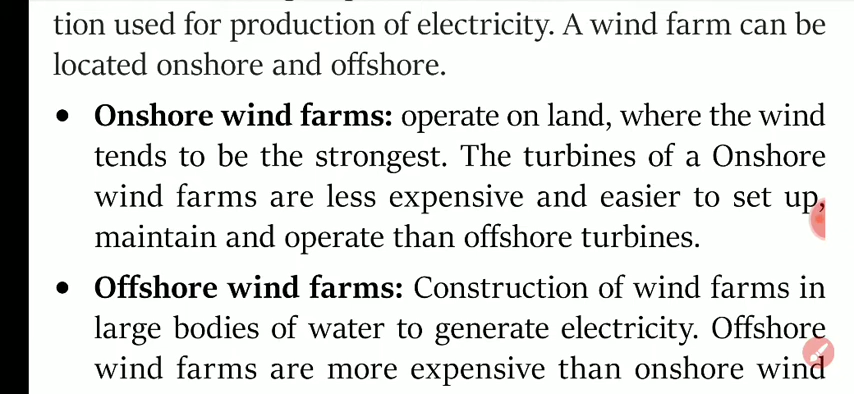 tion used for production of electricity. A wind farm can be
located onshore and offshore.
• Onshore wind farms: operate on land, where the wind
tends to be the strongest. The turbines of a Onshore
wind farms are less expensive and easier to set up,
maintain and operate than offshore turbines.
• Offshore wind farms: Construction of wind farms in
large bodies of water to generate electricity. Offshore
wind farms are more expensive than onshore wind